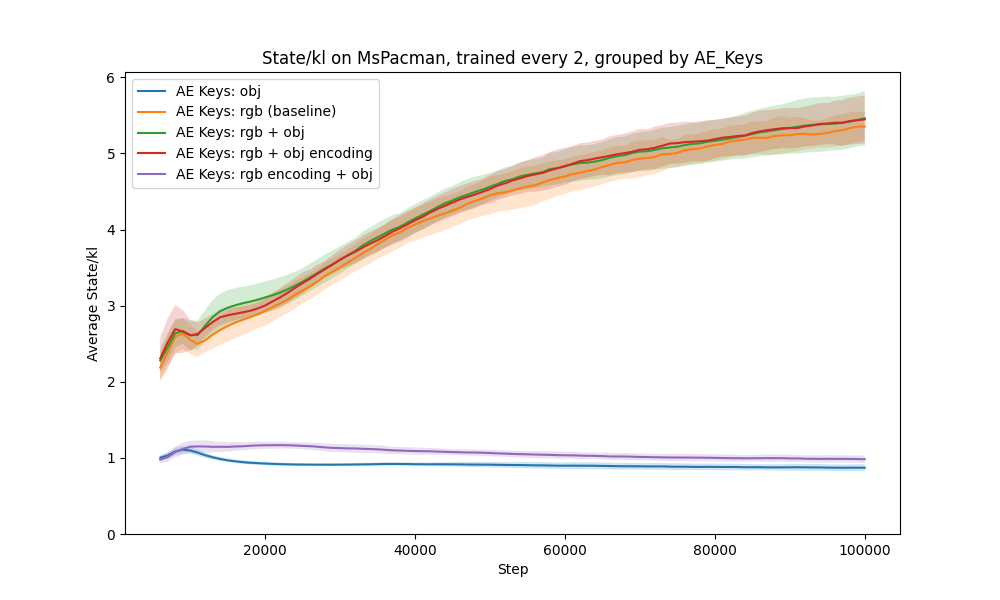 State/kl on MsPacman, trained every 2, grouped by AE_Keys
AE Keys: obj
AE Keys: rgb (baseline)
AE Keys: rgb + obj
AE Keys: rgb + obj encoding
AE Keys: rgb encoding + obj
Average State/kl
6
5
4
3
2
1
0
20000
40000
60000
80000
100000
Step